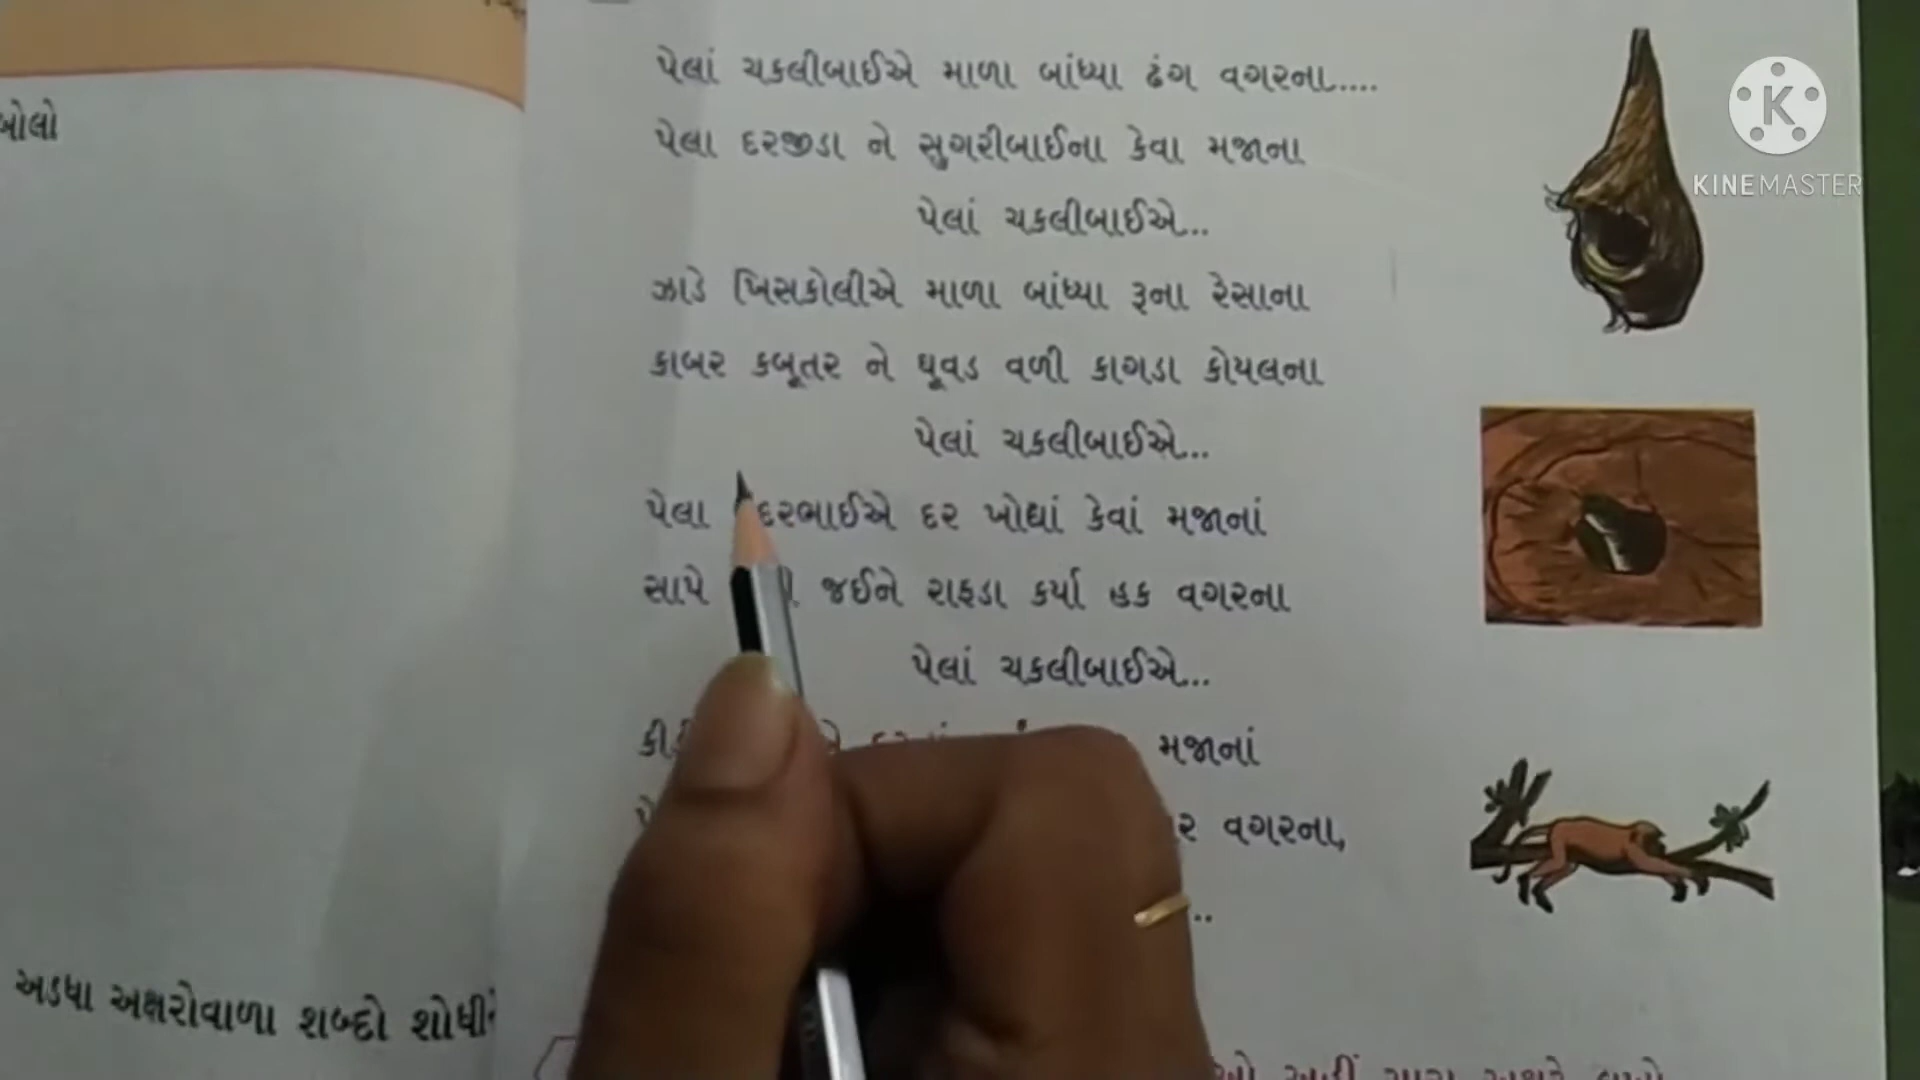 બોલો
અડધા અક્ષરોવાળા શબ્દો
પેલાં ચકલીબાઈએ માળા બાંધ્યા ઢંગ વગરના.....
પેલા દરજીડા ને સુગરીબાઈના કેવા મજાના
પેલાં ચકલીબાઈએ...
ઝાડે ખિસકોલીએ માળા બાંધ્યા રૂના રેસાના
કાબર કબૂતર ને ઘૂવડ વળી કાગડા કોયલના
પેલાં ચકલીબાઈએ...
પેલા દરભાઈએ દર ખોદ્યાં કેવાં મજાનાં
સાપે જઈને રાફડા કર્યા હક વગરના
પેલાં ચકલીબાઈએ...
મજાનાં
વગરના,
KINEMASTER